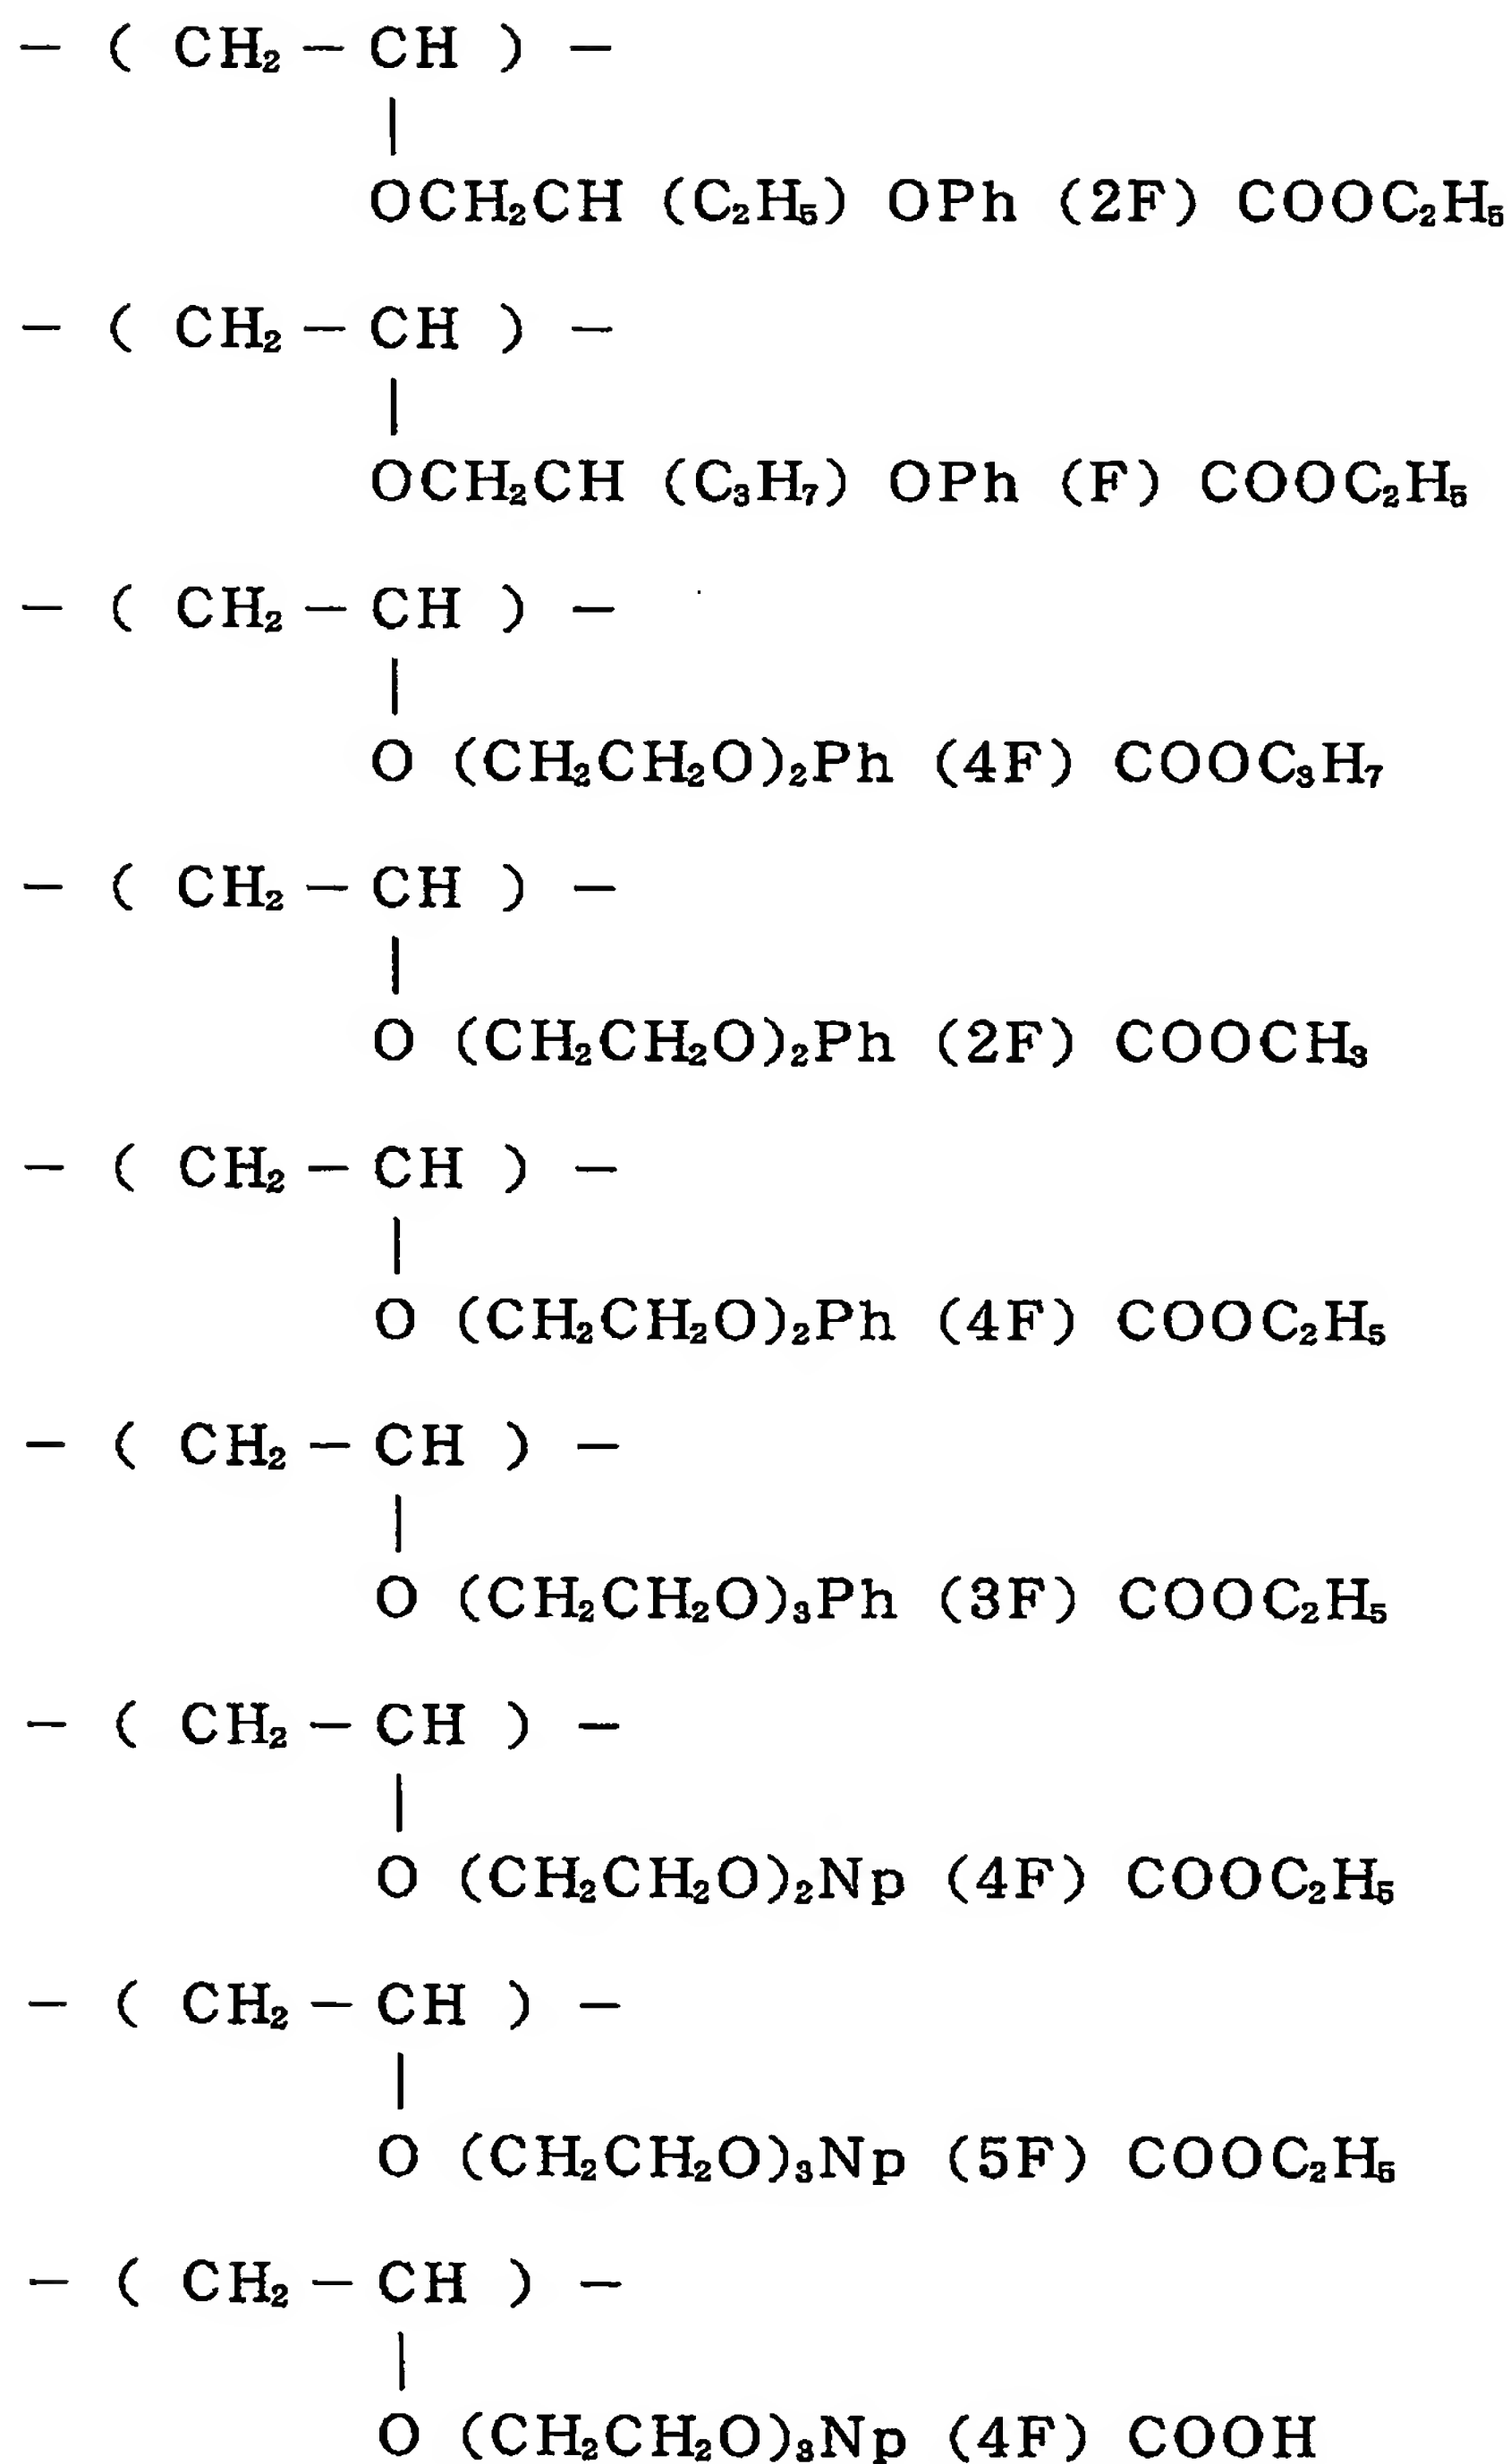 — ( CH₂ — CH ) —
|
OCH₂CH (C₂H₅) OPh (2F) COOC₂H₅
— ( CH₂ — CH ) —
|
OCH₂CH (C₃H₇) OPh (F) COOC₂H₅
— ( CH₂ — CH ) —
|
O (CH₂CH₂O)₂Ph (4F) COOC₃H₇
— ( CH₂ — CH ) —
|
O (CH₂CH₂O)₂Ph (2F) COOCH₃
— ( CH₂ — CH ) —
|
O (CH₂CH₂O)₂Ph (4F) COOC₂H₅
— ( CH₂ — CH ) —
|
O (CH₂CH₂O)₃Ph (3F) COOC₂H₅
— ( CH₂ — CH ) —
|
O (CH₂CH₂O)₂Np (4F) COOC₂H₅
— ( CH₂ — CH ) —
|
O (CH₂CH₂O)₃Np (5F) COOC₂H₅
— ( CH₂ — CH ) —
|
O (CH₂CH₂O)₃Np (4F) COOH